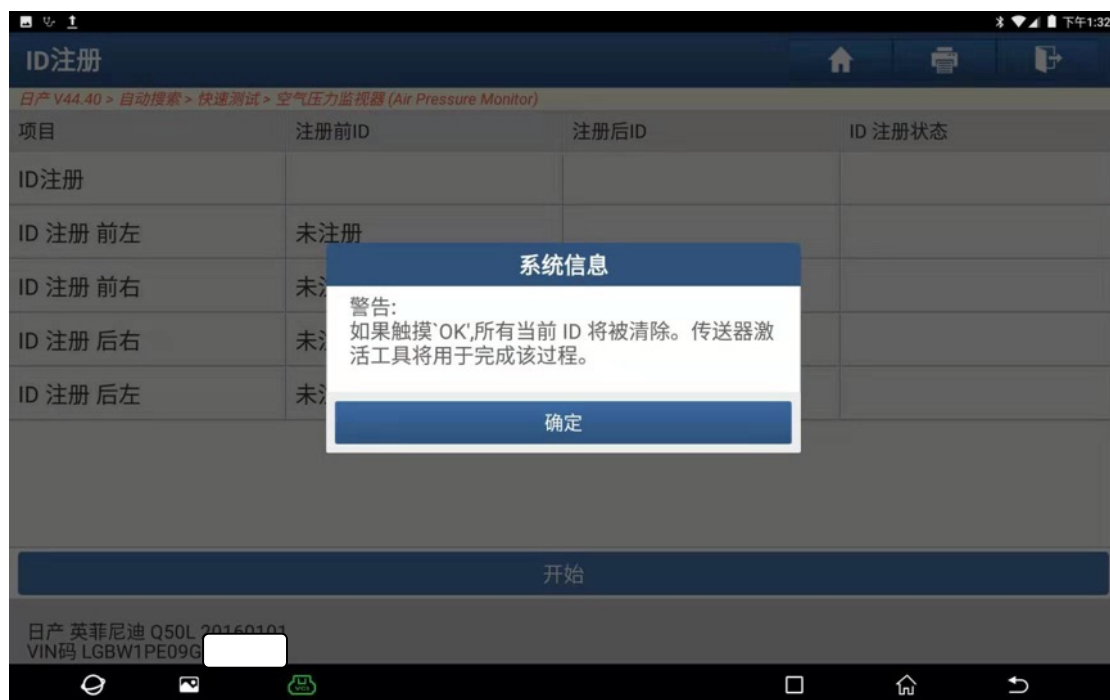 下午1:32
ID注册
日产 V44.40 > 自动搜索 > 快速测试 > 空气压力监视器 (Air Pressure Monitor)
项目 注册前ID 注册后ID ID 注册状态
ID注册
ID 注册 前左 未注册
ID 注册 前右 未
ID 注册 后右 未
ID 注册 后左 未
系统信息
警告:
如果触摸`OK',所有当前 ID 将被清除。传送器激
活工具将用于完成该过程。
确定
开始
日产 英菲尼迪 Q50L 20160101
VIN码 LGBW1PE09G
VCI